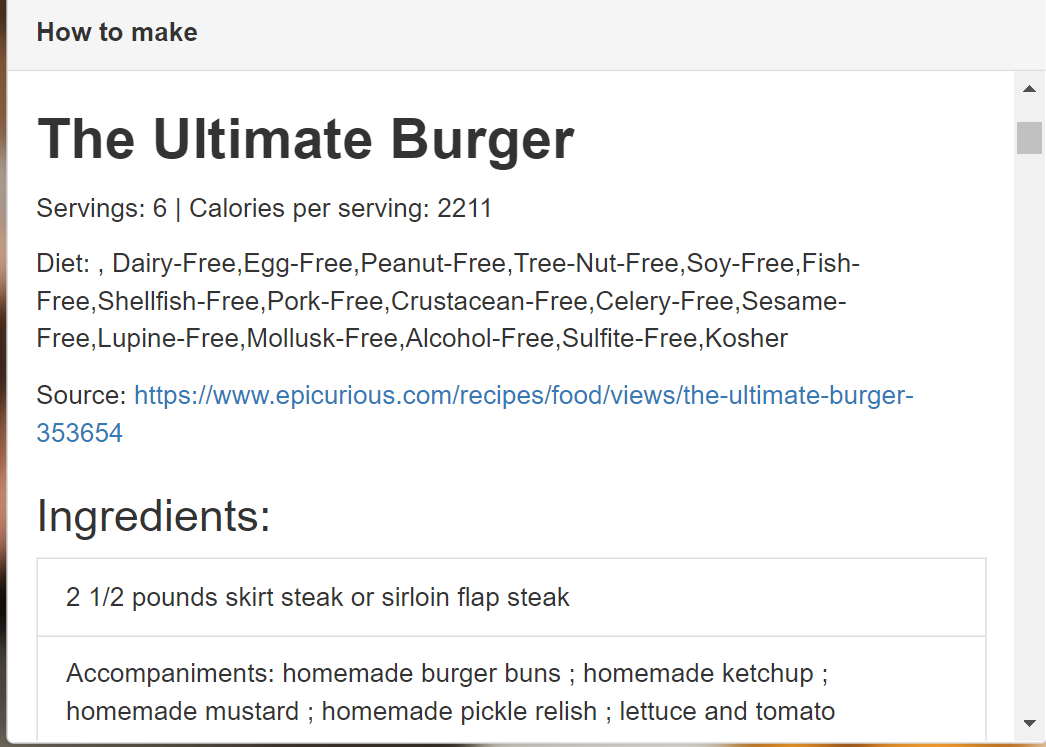 How to make
The Ultimate Burger
Servings: 6 | Calories per serving: 2211
Diet: , Dairy-Free,Egg-Free,Peanut-Free,Tree-Nut-Free,Soy-Free,Fish-
Free,Shellfish-Free,Pork-Free,Crustacean-Free,Celery-Free,Sesame-
Free,Lupine-Free,Mollusk-Free,Alcohol-Free,Sulfite-Free,Kosher
Source: https://www.epicurious.com/recipes/food/views/the-ultimate-burger-
353654
Ingredients:
2 1/2 pounds skirt steak or sirloin flap steak
Accompaniments: homemade burger buns ; homemade ketchup ;
homemade mustard ; homemade pickle relish ; lettuce and tomato